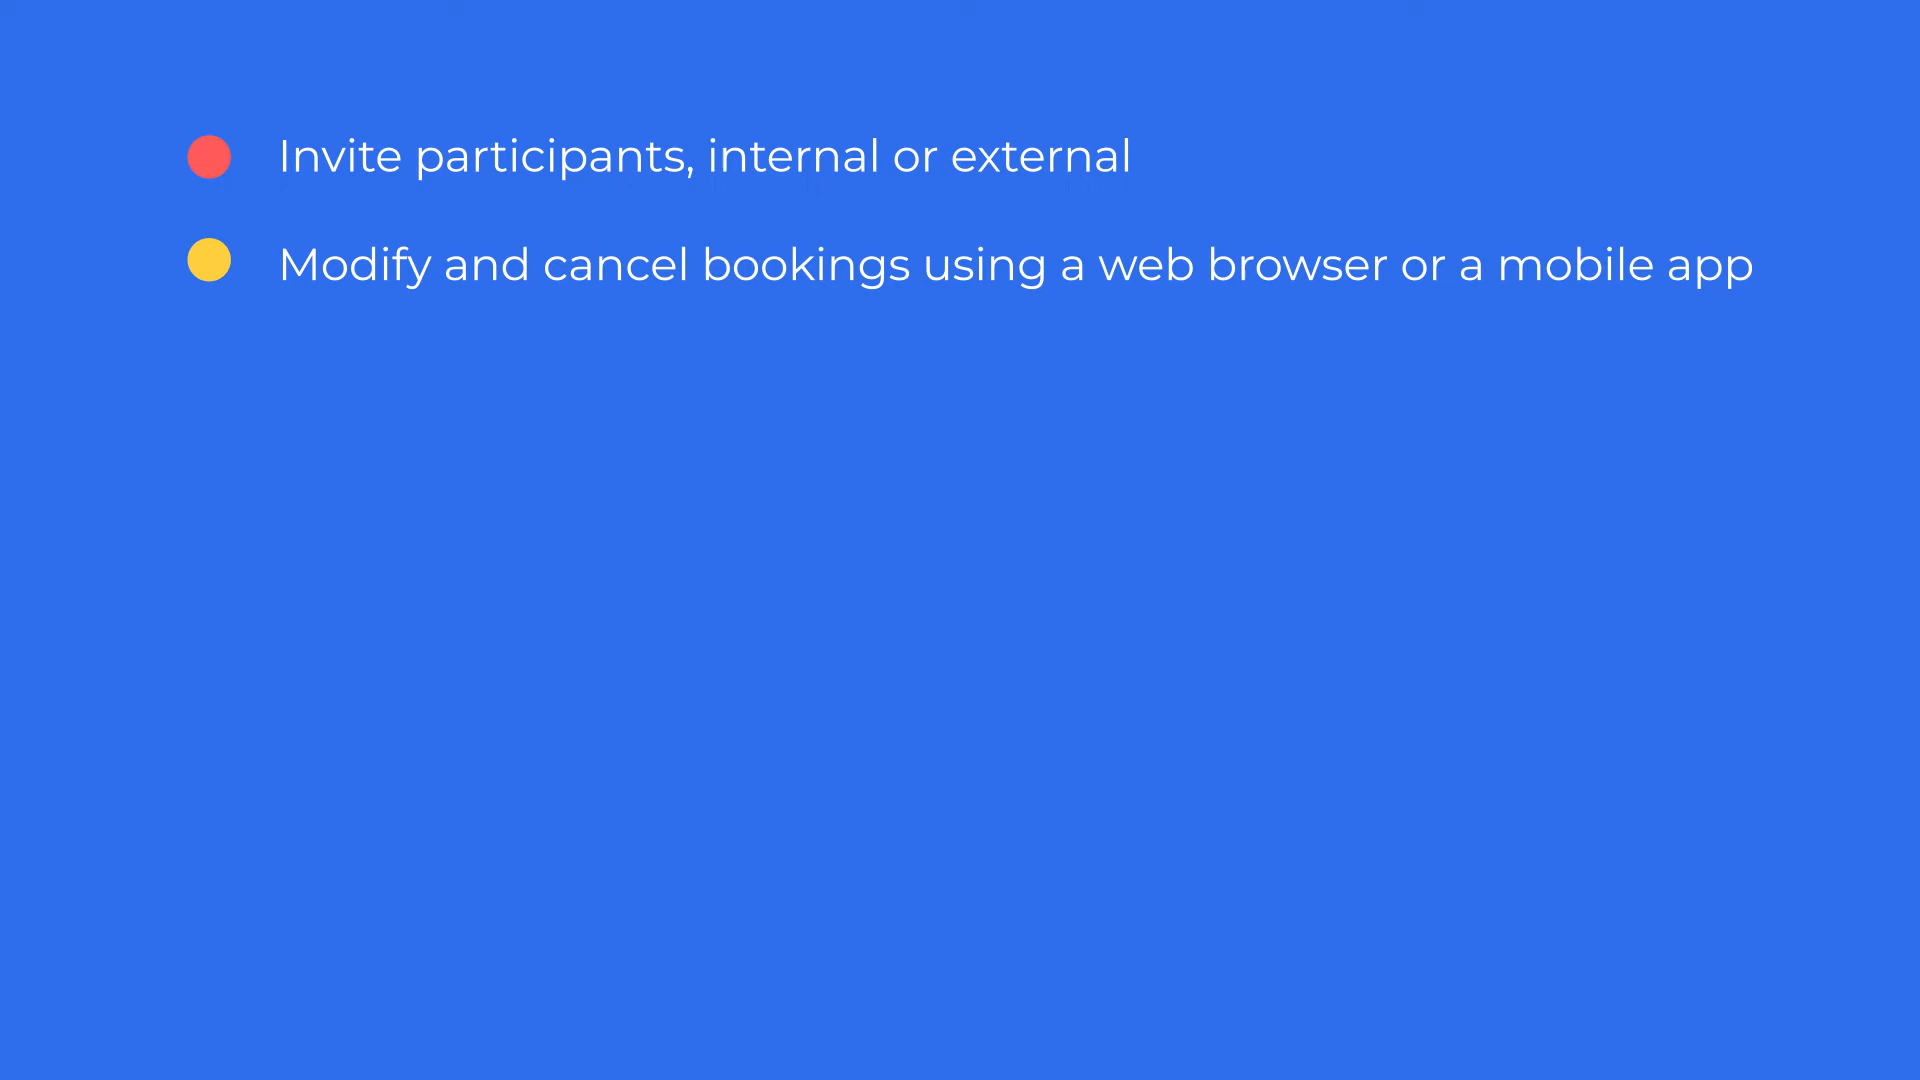 Invite participants, internal or external
Modify and cancel bookings using a web browser or a mobile app